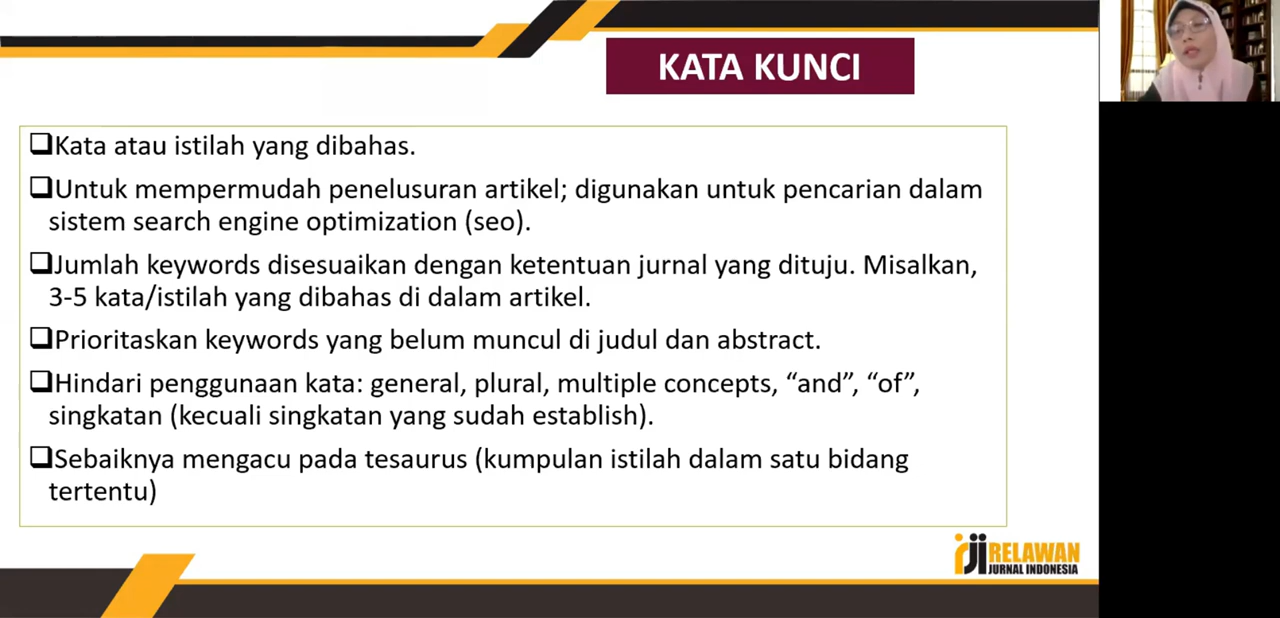 KATA KUNCI
❑Kata atau istilah yang dibahas.
❑Untuk mempermudah penelusuran artikel; digunakan untuk pencarian dalam
sistem search engine optimization (seo).
❑Jumlah keywords disesuaikan dengan ketentuan jurnal yang dituju. Misalkan,
3-5 kata/istilah yang dibahas di dalam artikel.
❑Prioritaskan keywords yang belum muncul di judul dan abstract.
❑Hindari penggunaan kata: general, plural, multiple concepts, “and”, “of”,
singkatan (kecuali singkatan yang sudah establish).
❑Sebaiknya mengacu pada tesaurus (kumpulan istilah dalam satu bidang
tertentu)
rji RELAWAN
JURNAL INDONESIA